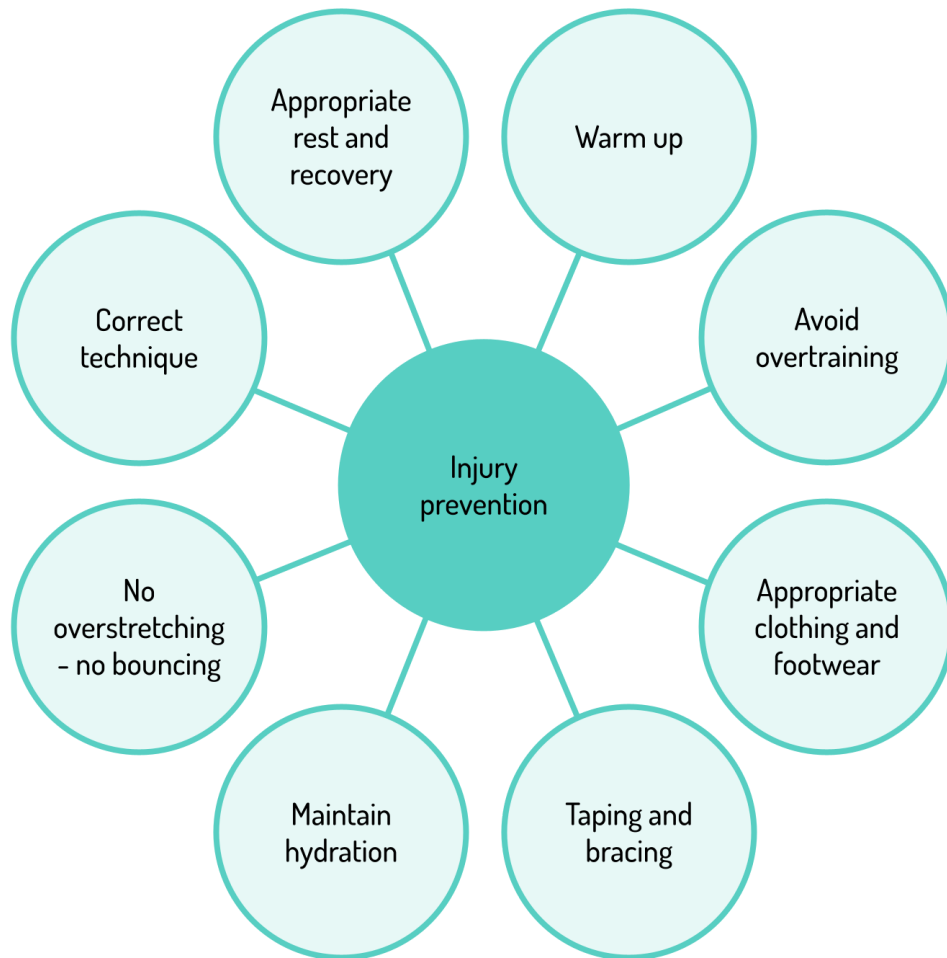 Appropriate
rest and
recovery
Warm up
Correct
technique
Avoid
overtraining
Injury
prevention
No
overstretching
- no bouncing
Appropriate
clothing and
footwear
Maintain
hydration
Taping and
bracing